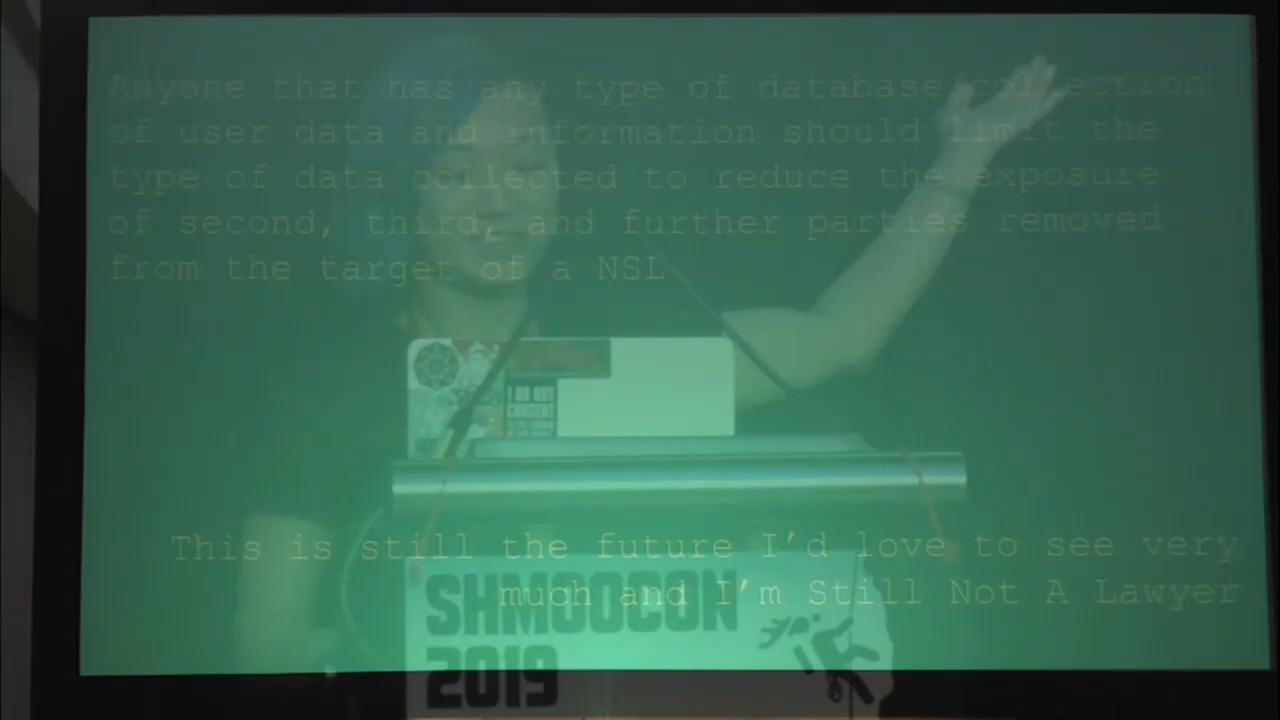 Anyone that has any type of database collection
of user data and information should limit the
type of data collected to reduce the exposure
of second, third, and further parties removed
from the target of a NSL
I DO NOT
CONSENT
This is still the future I'd love to see very
much and I'm Still Not A Lawyer
SHMOOCON
2019